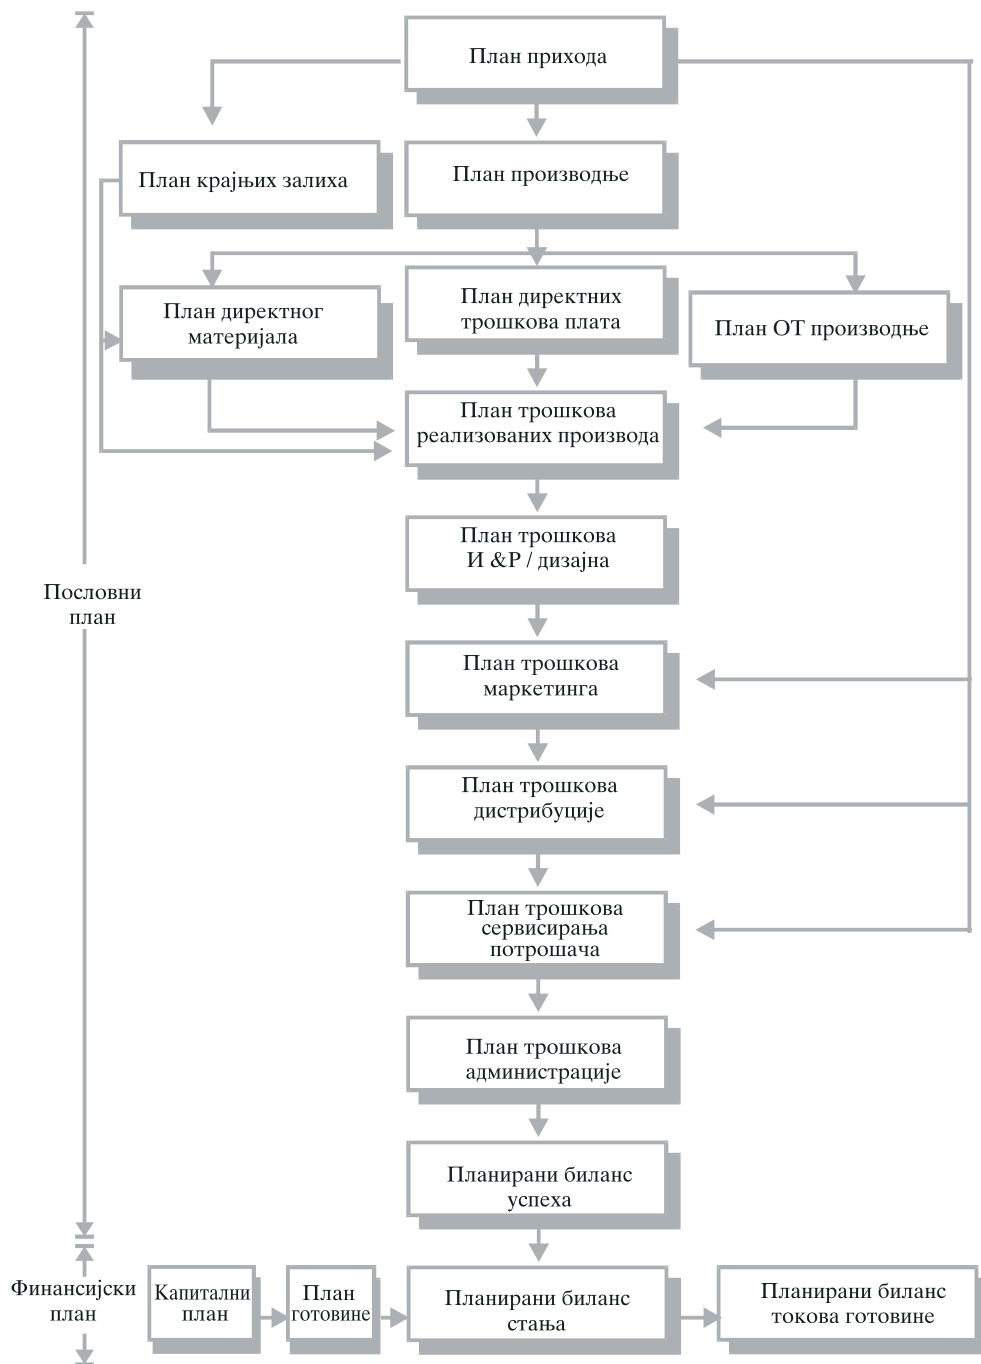 План прихода
План крајњих залиха
План производње
План директног
материјала
План директних
трошкова плата
План ОТ производње
План трошкова
реализованих производа
План трошкова
И &Р / дизајна
Пословни
план
План трошкова
маркетинга
План трошкова
дистрибуције
План трошкова
сервисирања
потрошача
План трошкова
администрације
Планирани биланс
успеха
Финансијски
план
Капитални
план
План
готовине
Планирани биланс
стања
Планирани биланс
токова готовине